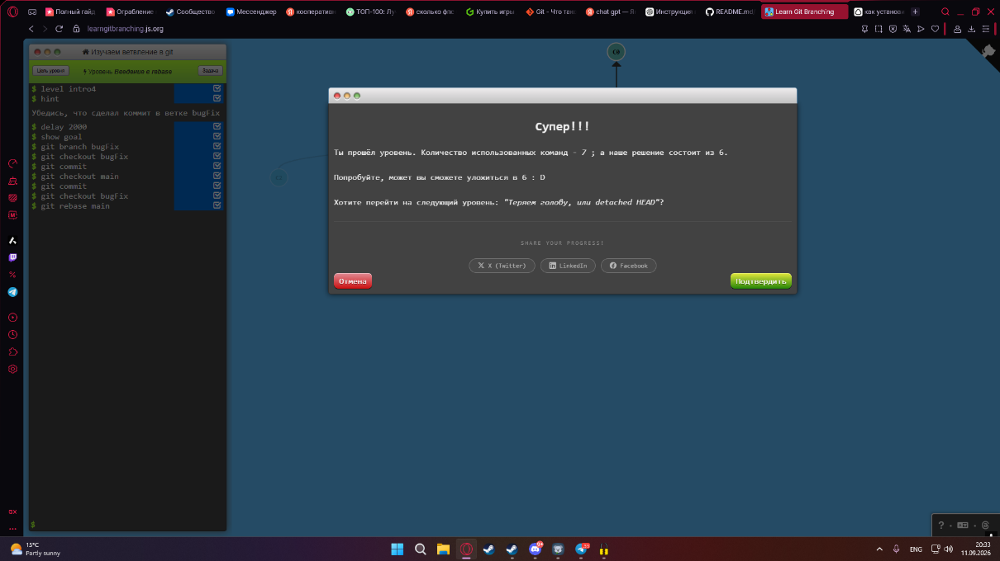 Полный гайд
Ограбление
Сообщество
Мессенджер
кооператив
ТОП-100: Лу
сколько фпс
Купить игры
Git - Что так
chat gpt — Ян
Инструкция
README.md
Learn Git Branching
как установи
learngitbranching.js.org
Изучаем ветвление в git
Цель уровня
Уровень Введение в rebase
Задача
$ level intro4
$ hint
Убедись, что сделал коммит в ветке bugFix
$ delay 2000
$ show goal
$ git branch bugFix
$ git checkout bugFix
$ git commit
$ git checkout main
$ git commit
$ git checkout bugFix
$ git rebase main
$
C0
Супер!!!
Ты прошёл уровень. Количество использованных команд - 7 ; а наше решение состоит из 6.
Попробуйте, может вы сможете уложиться в 6 : D
Хотите перейти на следующий уровень: "Теряем голову, или detached HEAD"?
SHARE YOUR PROGRESS!
X (Twitter)
LinkedIn
Facebook
Отмена
Подтвердить
15°C
Partly sunny
ENG
20:33
11.09.2026